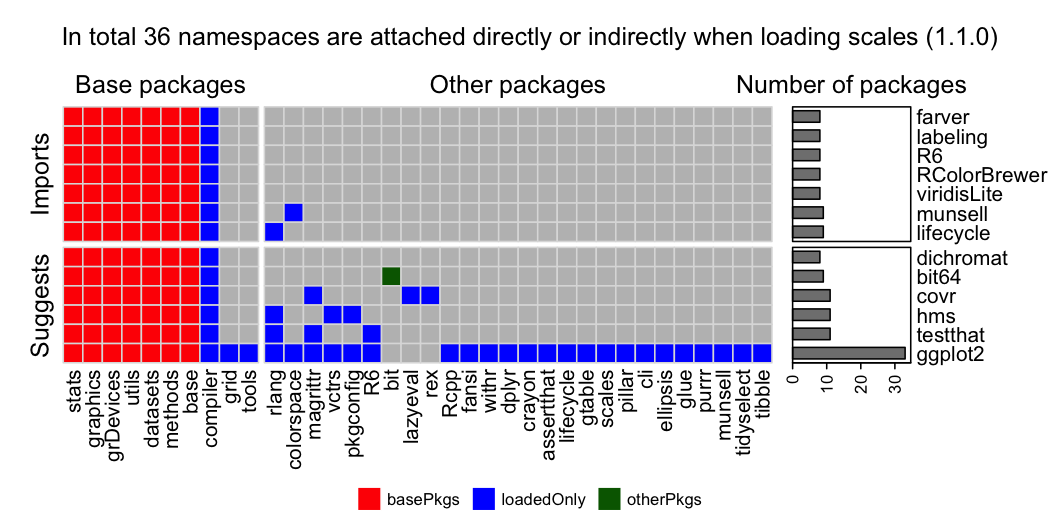 In total 36 namespaces are attached directly or indirectly when loading scales (1.1.0)
Base packages
Other packages
Number of packages
Imports
farver
labeling
R6
RColorBrewer
viridisLite
munsell
lifecycle
Suggests
dichromat
bit64
covr
hms
testthat
ggplot2
stats
graphics
grDevices
utils
datasets
methods
base
compiler
grid
tools
rlang
colorspace
magrittr
vctrs
pkgconfig
R6
bit
lazyeval
rex
Rcpp
fansi
withr
dplyr
crayon
assertthat
lifecycle
gtable
scales
pillar
cli
ellipsis
glue
purrr
munsell
tidyselect
tibble
0
10
20
30
basePkgs
loadedOnly
otherPkgs